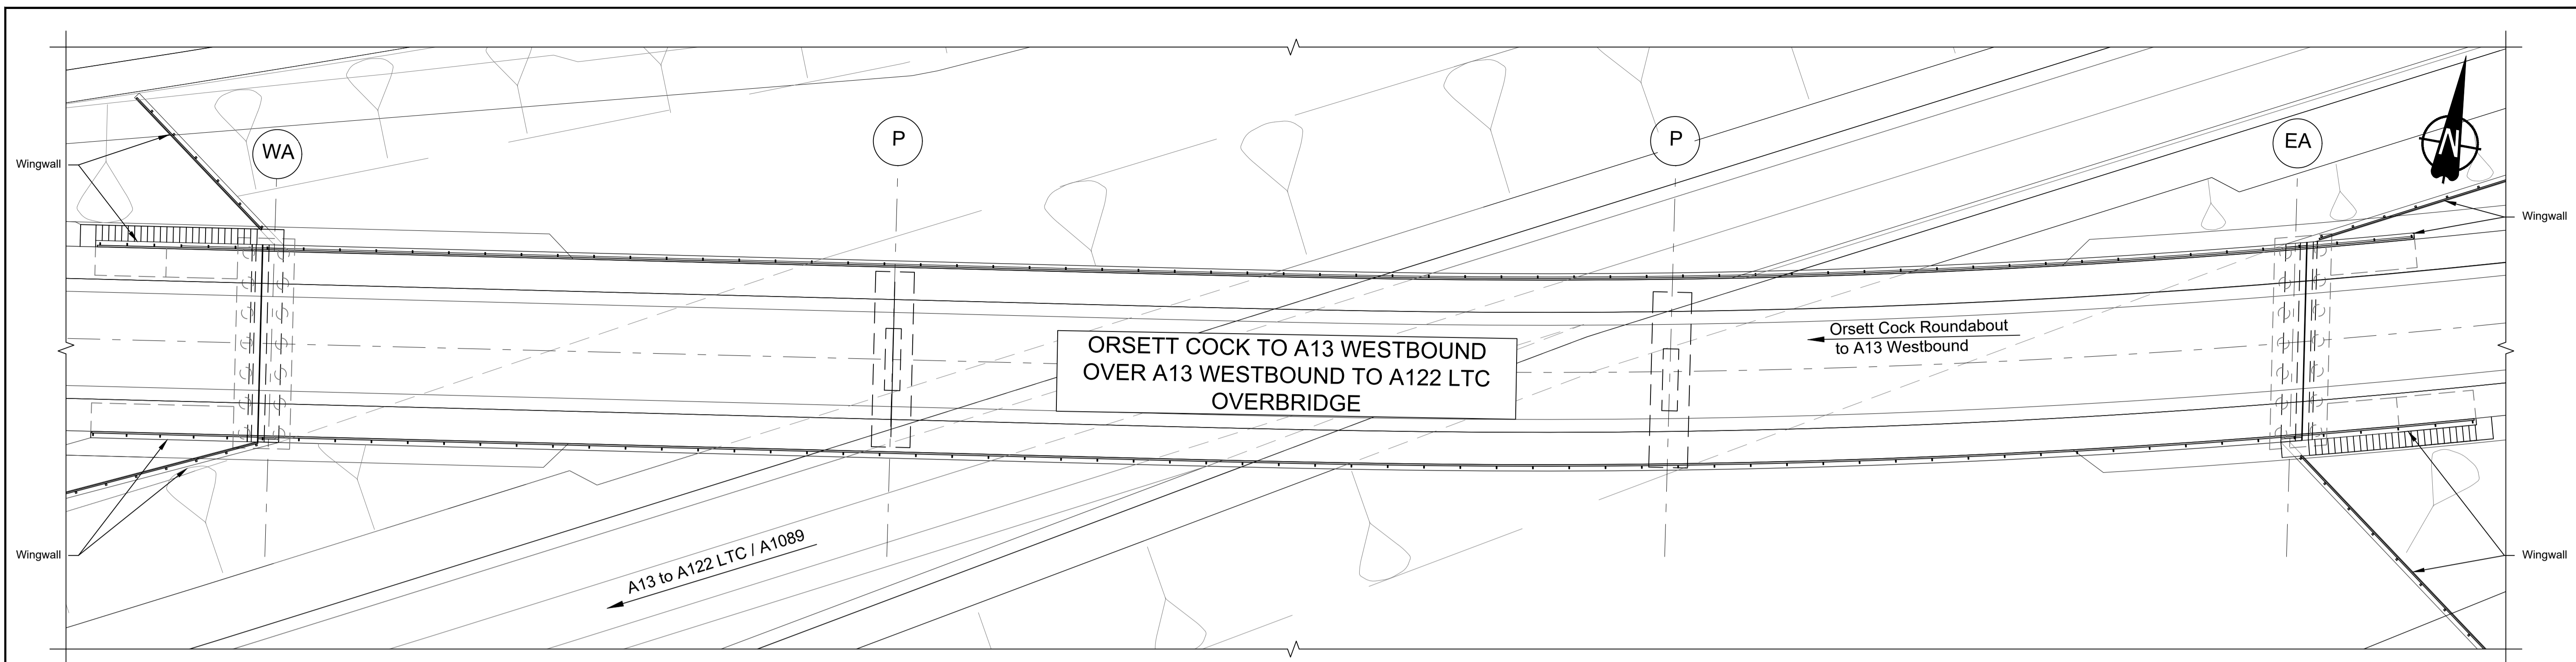 WA
P
P
EA
N
Wingwall
Wingwall
Orsett Cock Roundabout
to A13 Westbound
ORSETT COCK TO A13 WESTBOUND
OVER A13 WESTBOUND TO A122 LTC
OVERBRIDGE
A13 to A122 LTC / A1089
Wingwall
Wingwall